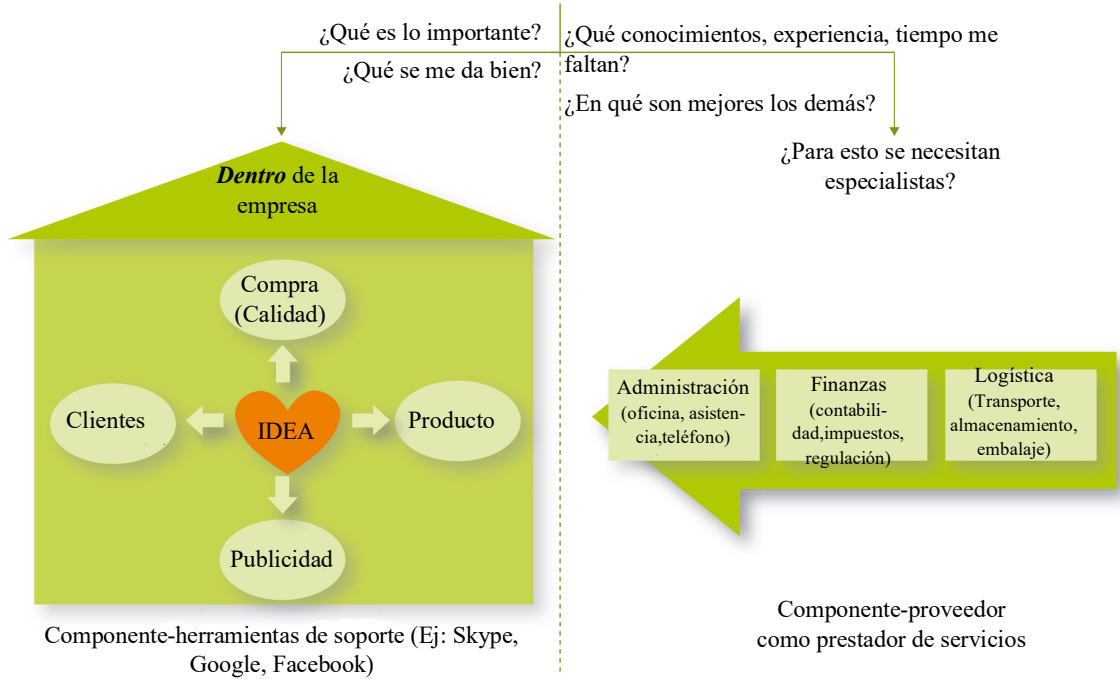 ¿Qué es lo importante?
¿Qué se me da bien?
¿Qué conocimientos, experiencia, tiempo me
faltan?
¿En qué son mejores los demás?
¿Para esto se necesitan
especialistas?
Dentro de la
empresa
Compra
(Calidad)
Clientes
IDEA
Producto
Publicidad
Administración
(oficina, asisten-
cia,teléfono)
Finanzas
(contabili-
dad,impuestos,
regulación)
Logística
(Transporte,
almacenamiento,
embalaje)
Componente-herramientas de soporte (Ej: Skype,
Google, Facebook)
Componente-proveedor
como prestador de servicios